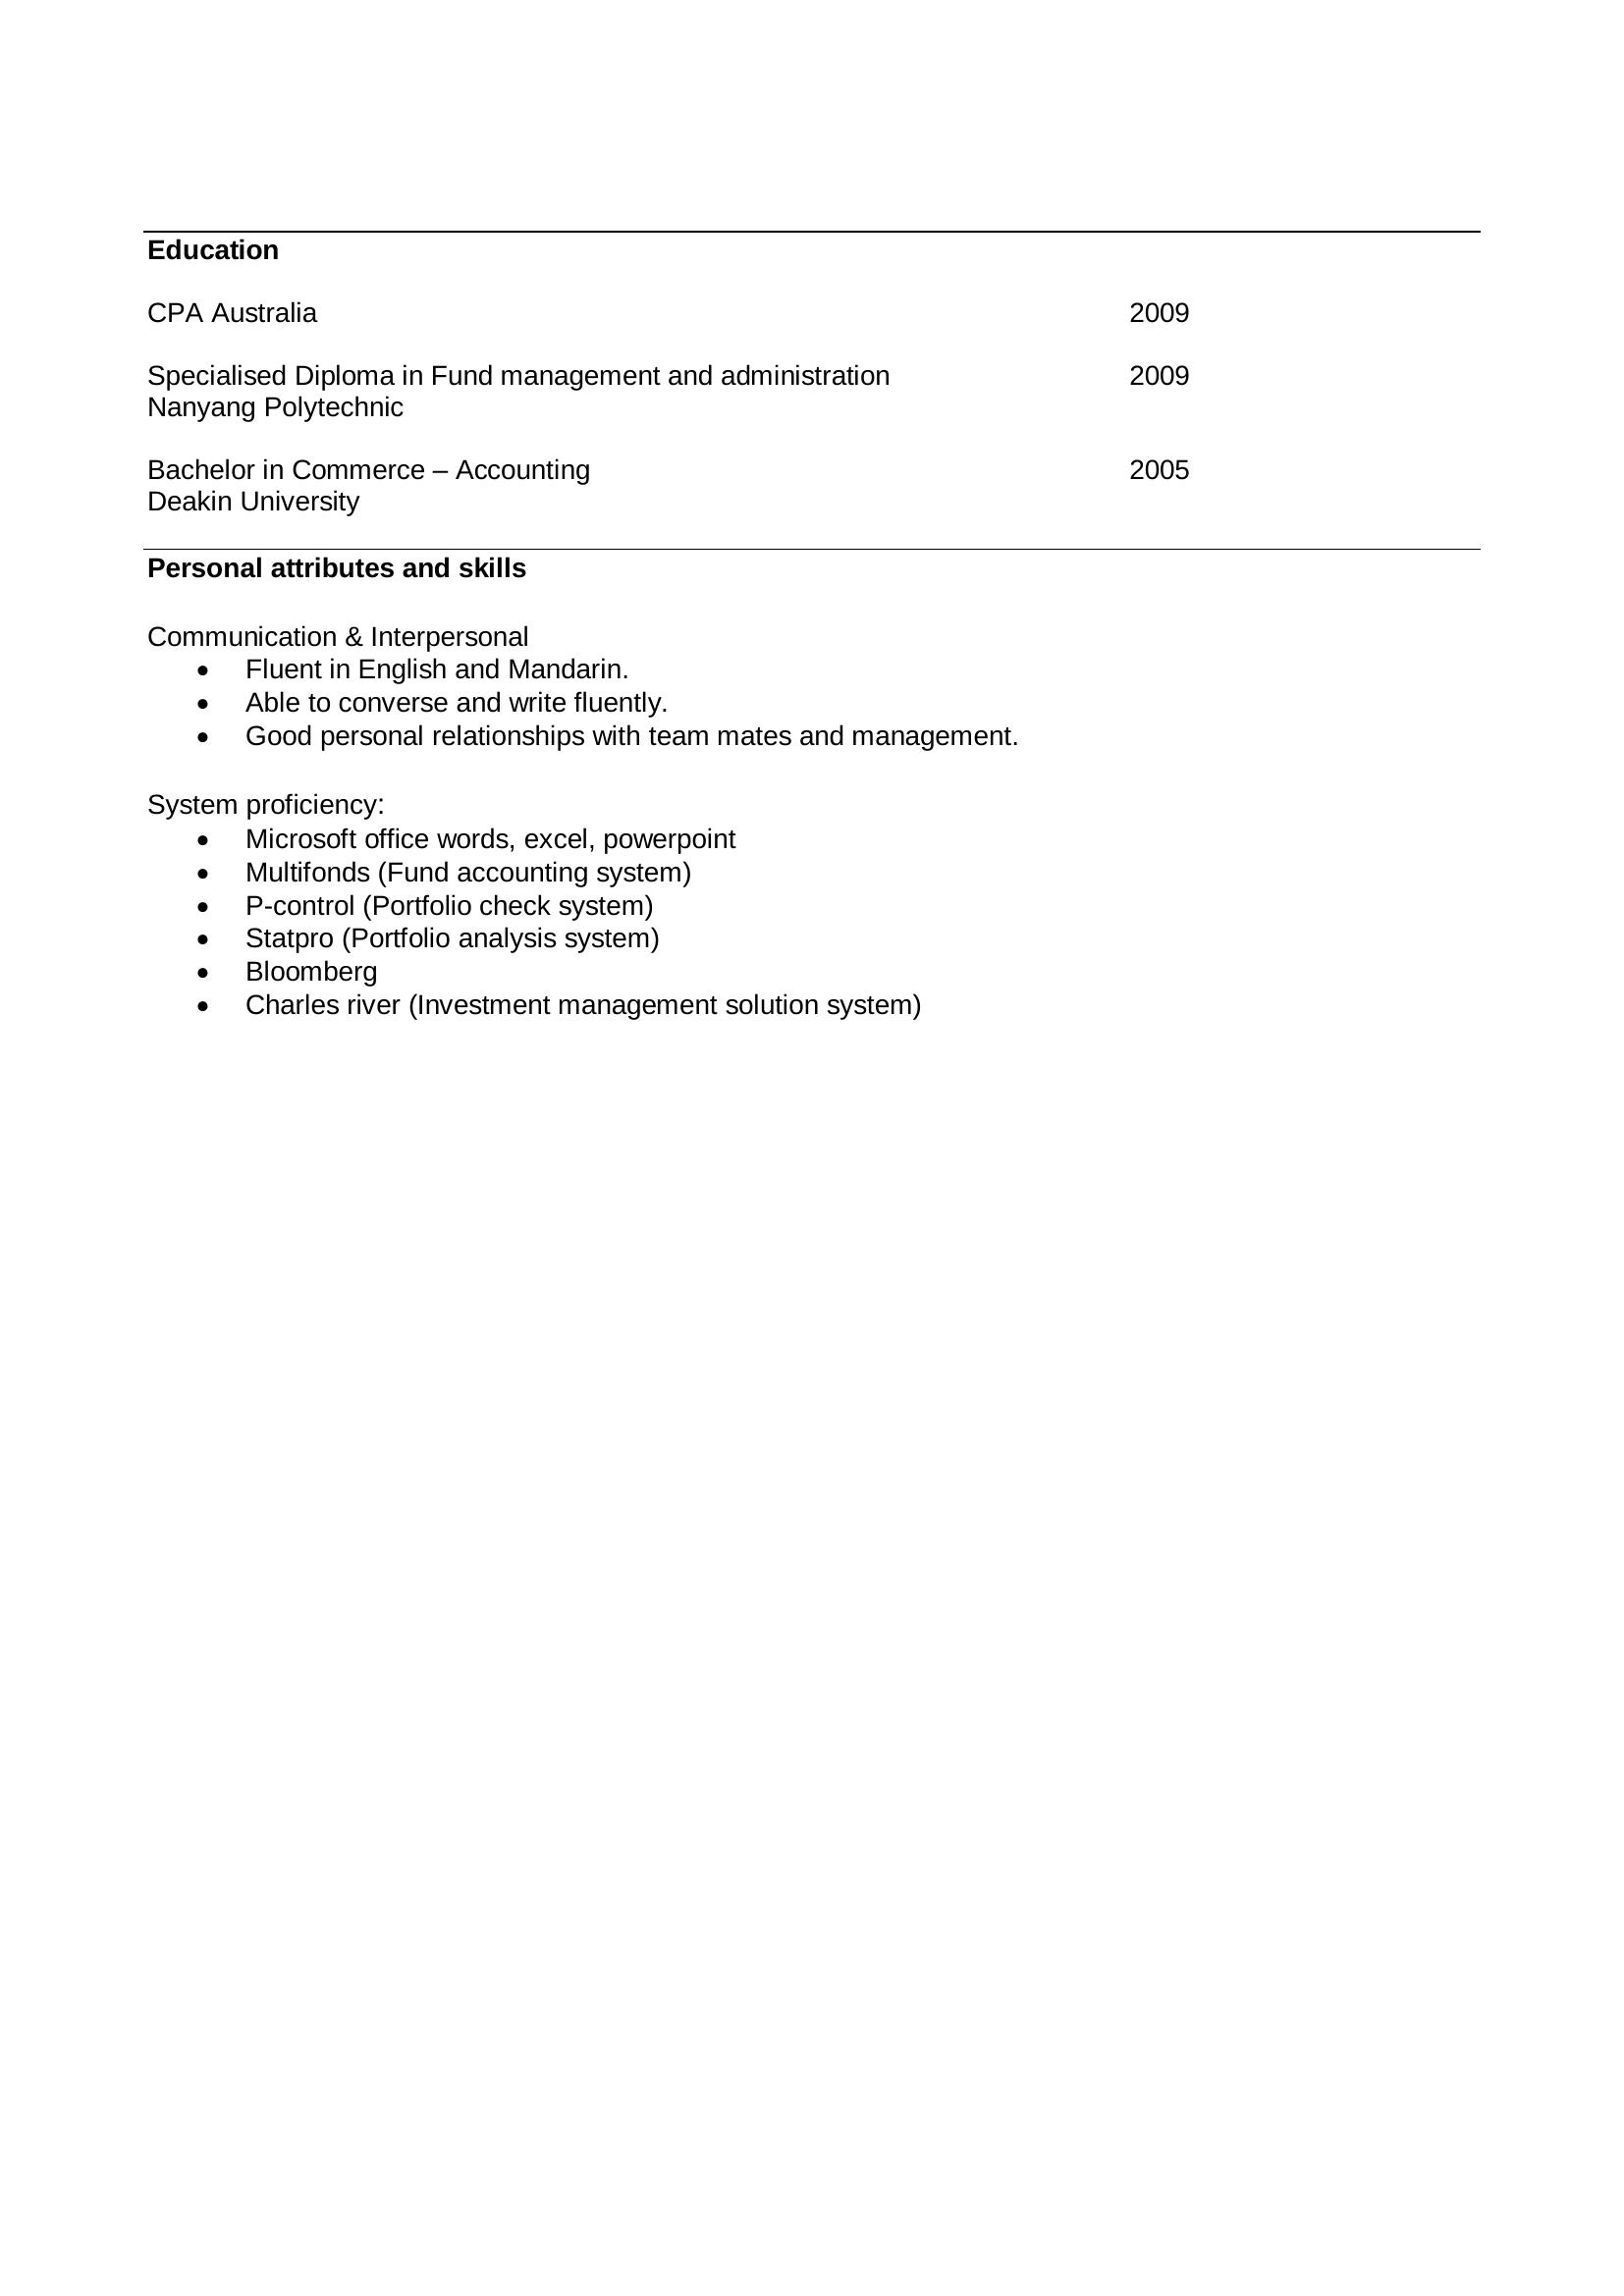 Education
CPA Australia 2009
Specialised Diploma in Fund management and administration 2009
Nanyang Polytechnic
Bachelor in Commerce – Accounting 2005
Deakin University
Personal attributes and skills
Communication & Interpersonal
• Fluent in English and Mandarin.
• Able to converse and write fluently.
• Good personal relationships with team mates and management.
System proficiency:
• Microsoft office words, excel, powerpoint
• Multifonds (Fund accounting system)
• P-control (Portfolio check system)
• Statpro (Portfolio analysis system)
• Bloomberg
• Charles river (Investment management solution system)